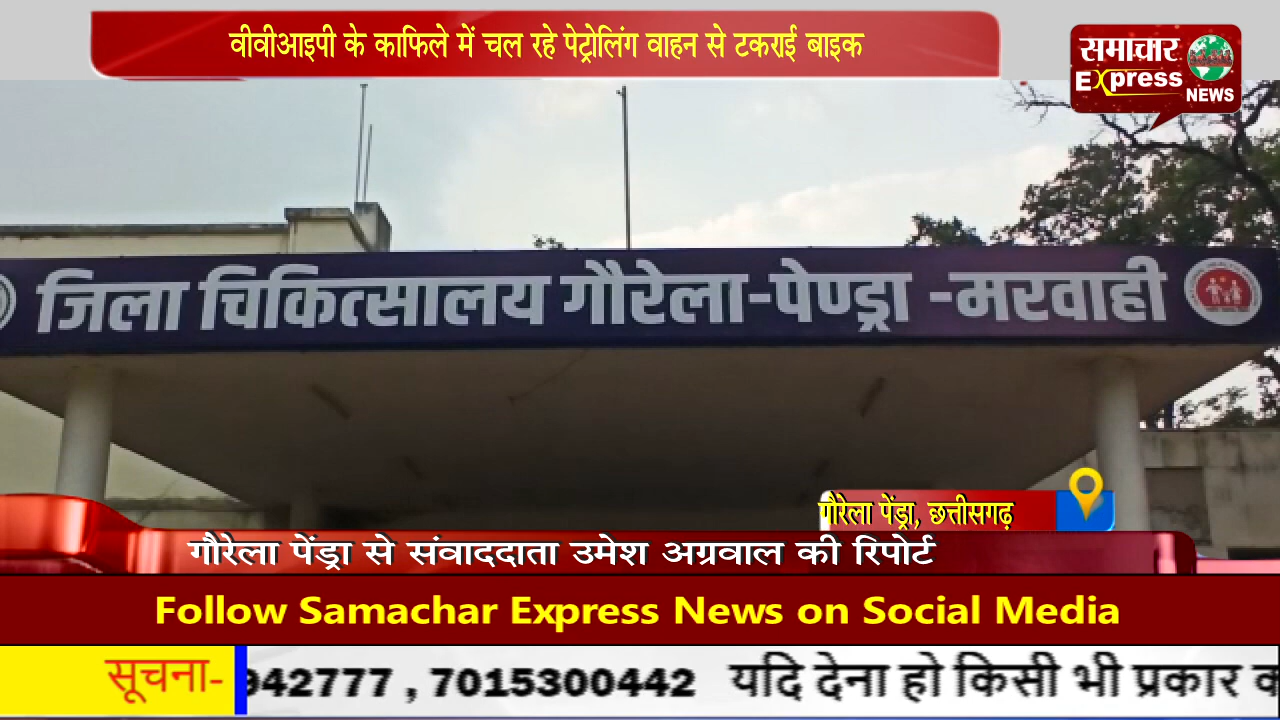 वीवीआइपी के काफिले में चल रहे पेट्रोलिंग वाहन से टकराई बाइक
समाचार
Express
NEWS
जिला चिकित्सालय गौरेला-पेण्ड्रा -मरवाही
गौरेला पेंड्रा, छत्तीसगढ़
गौरेला पेंड्रा से संवाददाता उमेश अग्रवाल की रिपोर्ट
Follow Samachar Express News on Social Media
सूचना- 942777 , 7015300442 यदि देना हो किसी भी प्रकार